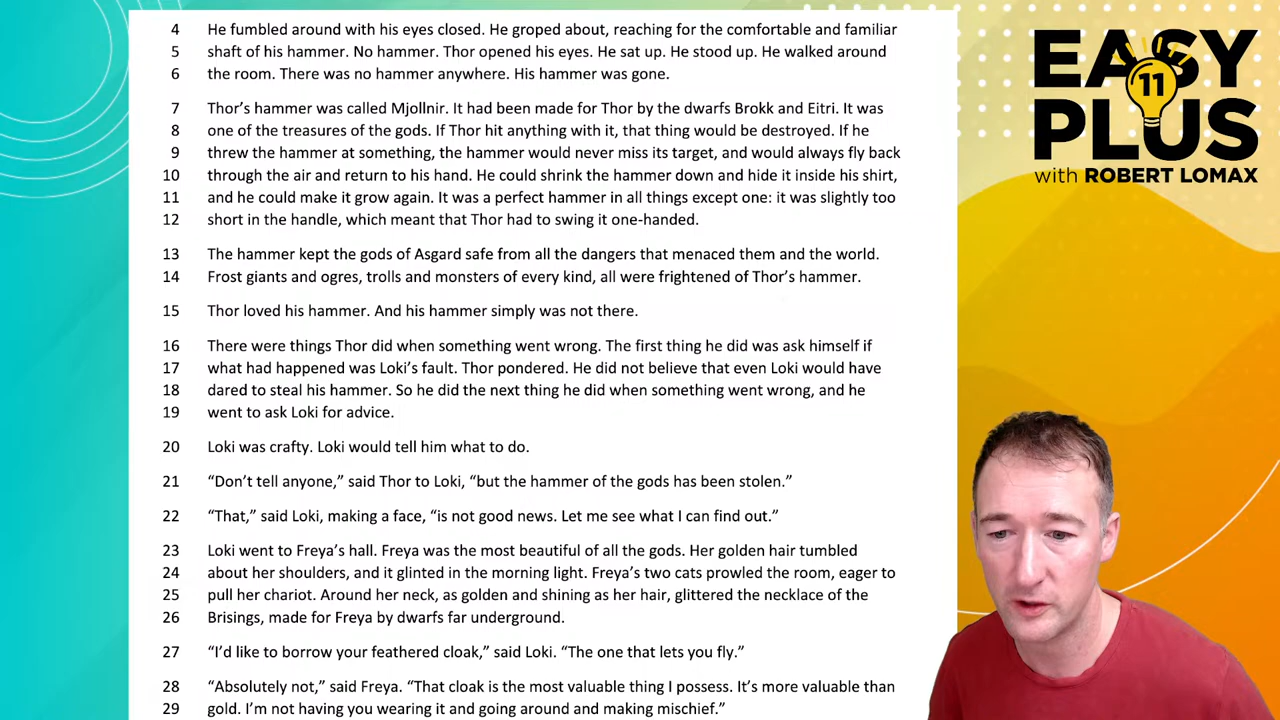 4 He fumbled around with his eyes closed. He groped about, reaching for the comfortable and familiar
5 shaft of his hammer. No hammer. Thor opened his eyes. He sat up. He stood up. He walked around
6 the room. There was no hammer anywhere. His hammer was gone.
7 Thor’s hammer was called Mjollnir. It had been made for Thor by the dwarfs Brokk and Eitri. It was
8 one of the treasures of the gods. If Thor hit anything with it, that thing would be destroyed. If he
9 threw the hammer at something, the hammer would never miss its target, and would always fly back
10 through the air and return to his hand. He could shrink the hammer down and hide it inside his shirt,
11 and he could make it grow again. It was a perfect hammer in all things except one: it was slightly too
12 short in the handle, which meant that Thor had to swing it one-handed.
13 The hammer kept the gods of Asgard safe from all the dangers that menaced them and the world.
14 Frost giants and ogres, trolls and monsters of every kind, all were frightened of Thor’s hammer.
15 Thor loved his hammer. And his hammer simply was not there.
16 There were things Thor did when something went wrong. The first thing he did was ask himself if
17 what had happened was Loki’s fault. Thor pondered. He did not believe that even Loki would have
18 dared to steal his hammer. So he did the next thing he did when something went wrong, and he
19 went to ask Loki for advice.
20 Loki was crafty. Loki would tell him what to do.
21 “Don’t tell anyone,” said Thor to Loki, “but the hammer of the gods has been stolen.”
22 “That,” said Loki, making a face, “is not good news. Let me see what I can find out.”
23 Loki went to Freya’s hall. Freya was the most beautiful of all the gods. Her golden hair tumbled
24 about her shoulders, and it glinted in the morning light. Freya’s two cats prowled the room, eager to
25 pull her chariot. Around her neck, as golden and shining as her hair, glittered the necklace of the
26 Brisings, made for Freya by dwarfs far underground.
27 “I’d like to borrow your feathered cloak,” said Loki. “The one that lets you fly.”
28 “Absolutely not,” said Freya. “That cloak is the most valuable thing I possess. It’s more valuable than
29 gold. I’m not having you wearing it and going around and making mischief.”
EASY
11
PLUS
with ROBERT LOMAX